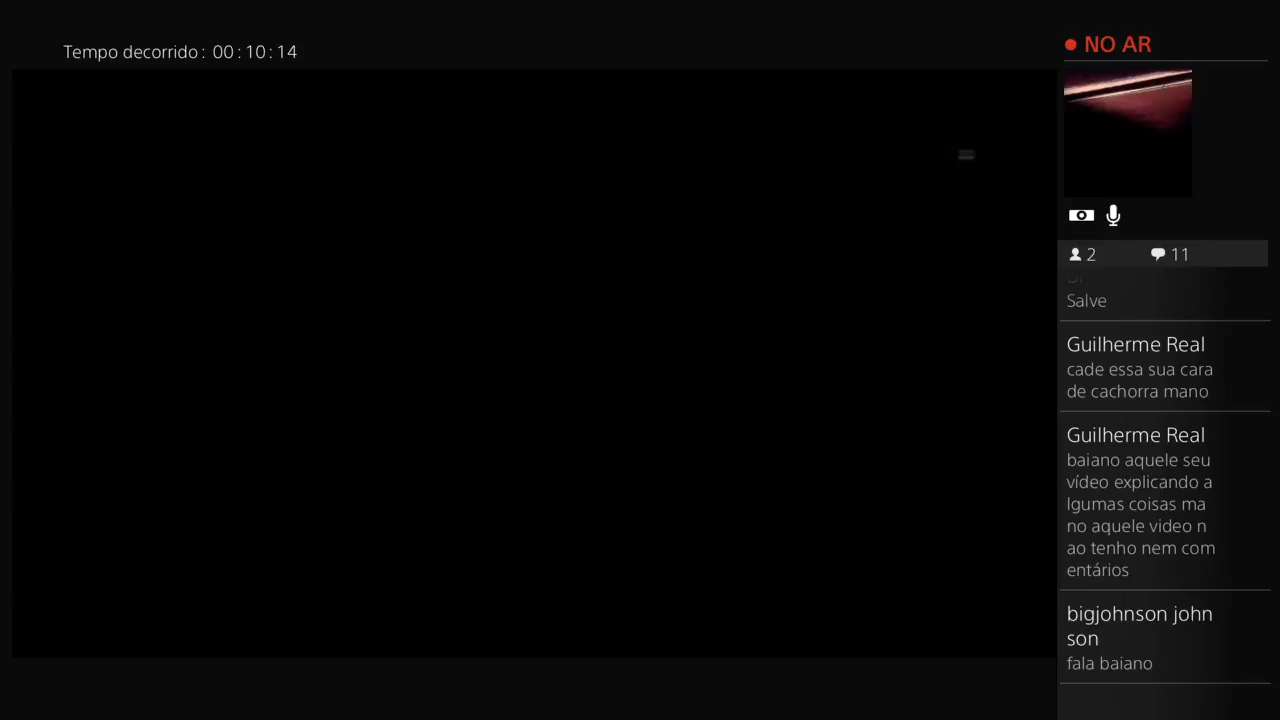 Tempo decorrido: 00:10:14
NO AR
2
11
Salve
Guilherme Real
cade essa sua cara
de cachorra mano
Guilherme Real
baiano aquele seu
vídeo explicando a
lgumas coisas ma
no aquele video n
ao tenho nem com
entários
bigjohnson john
son
fala baiano